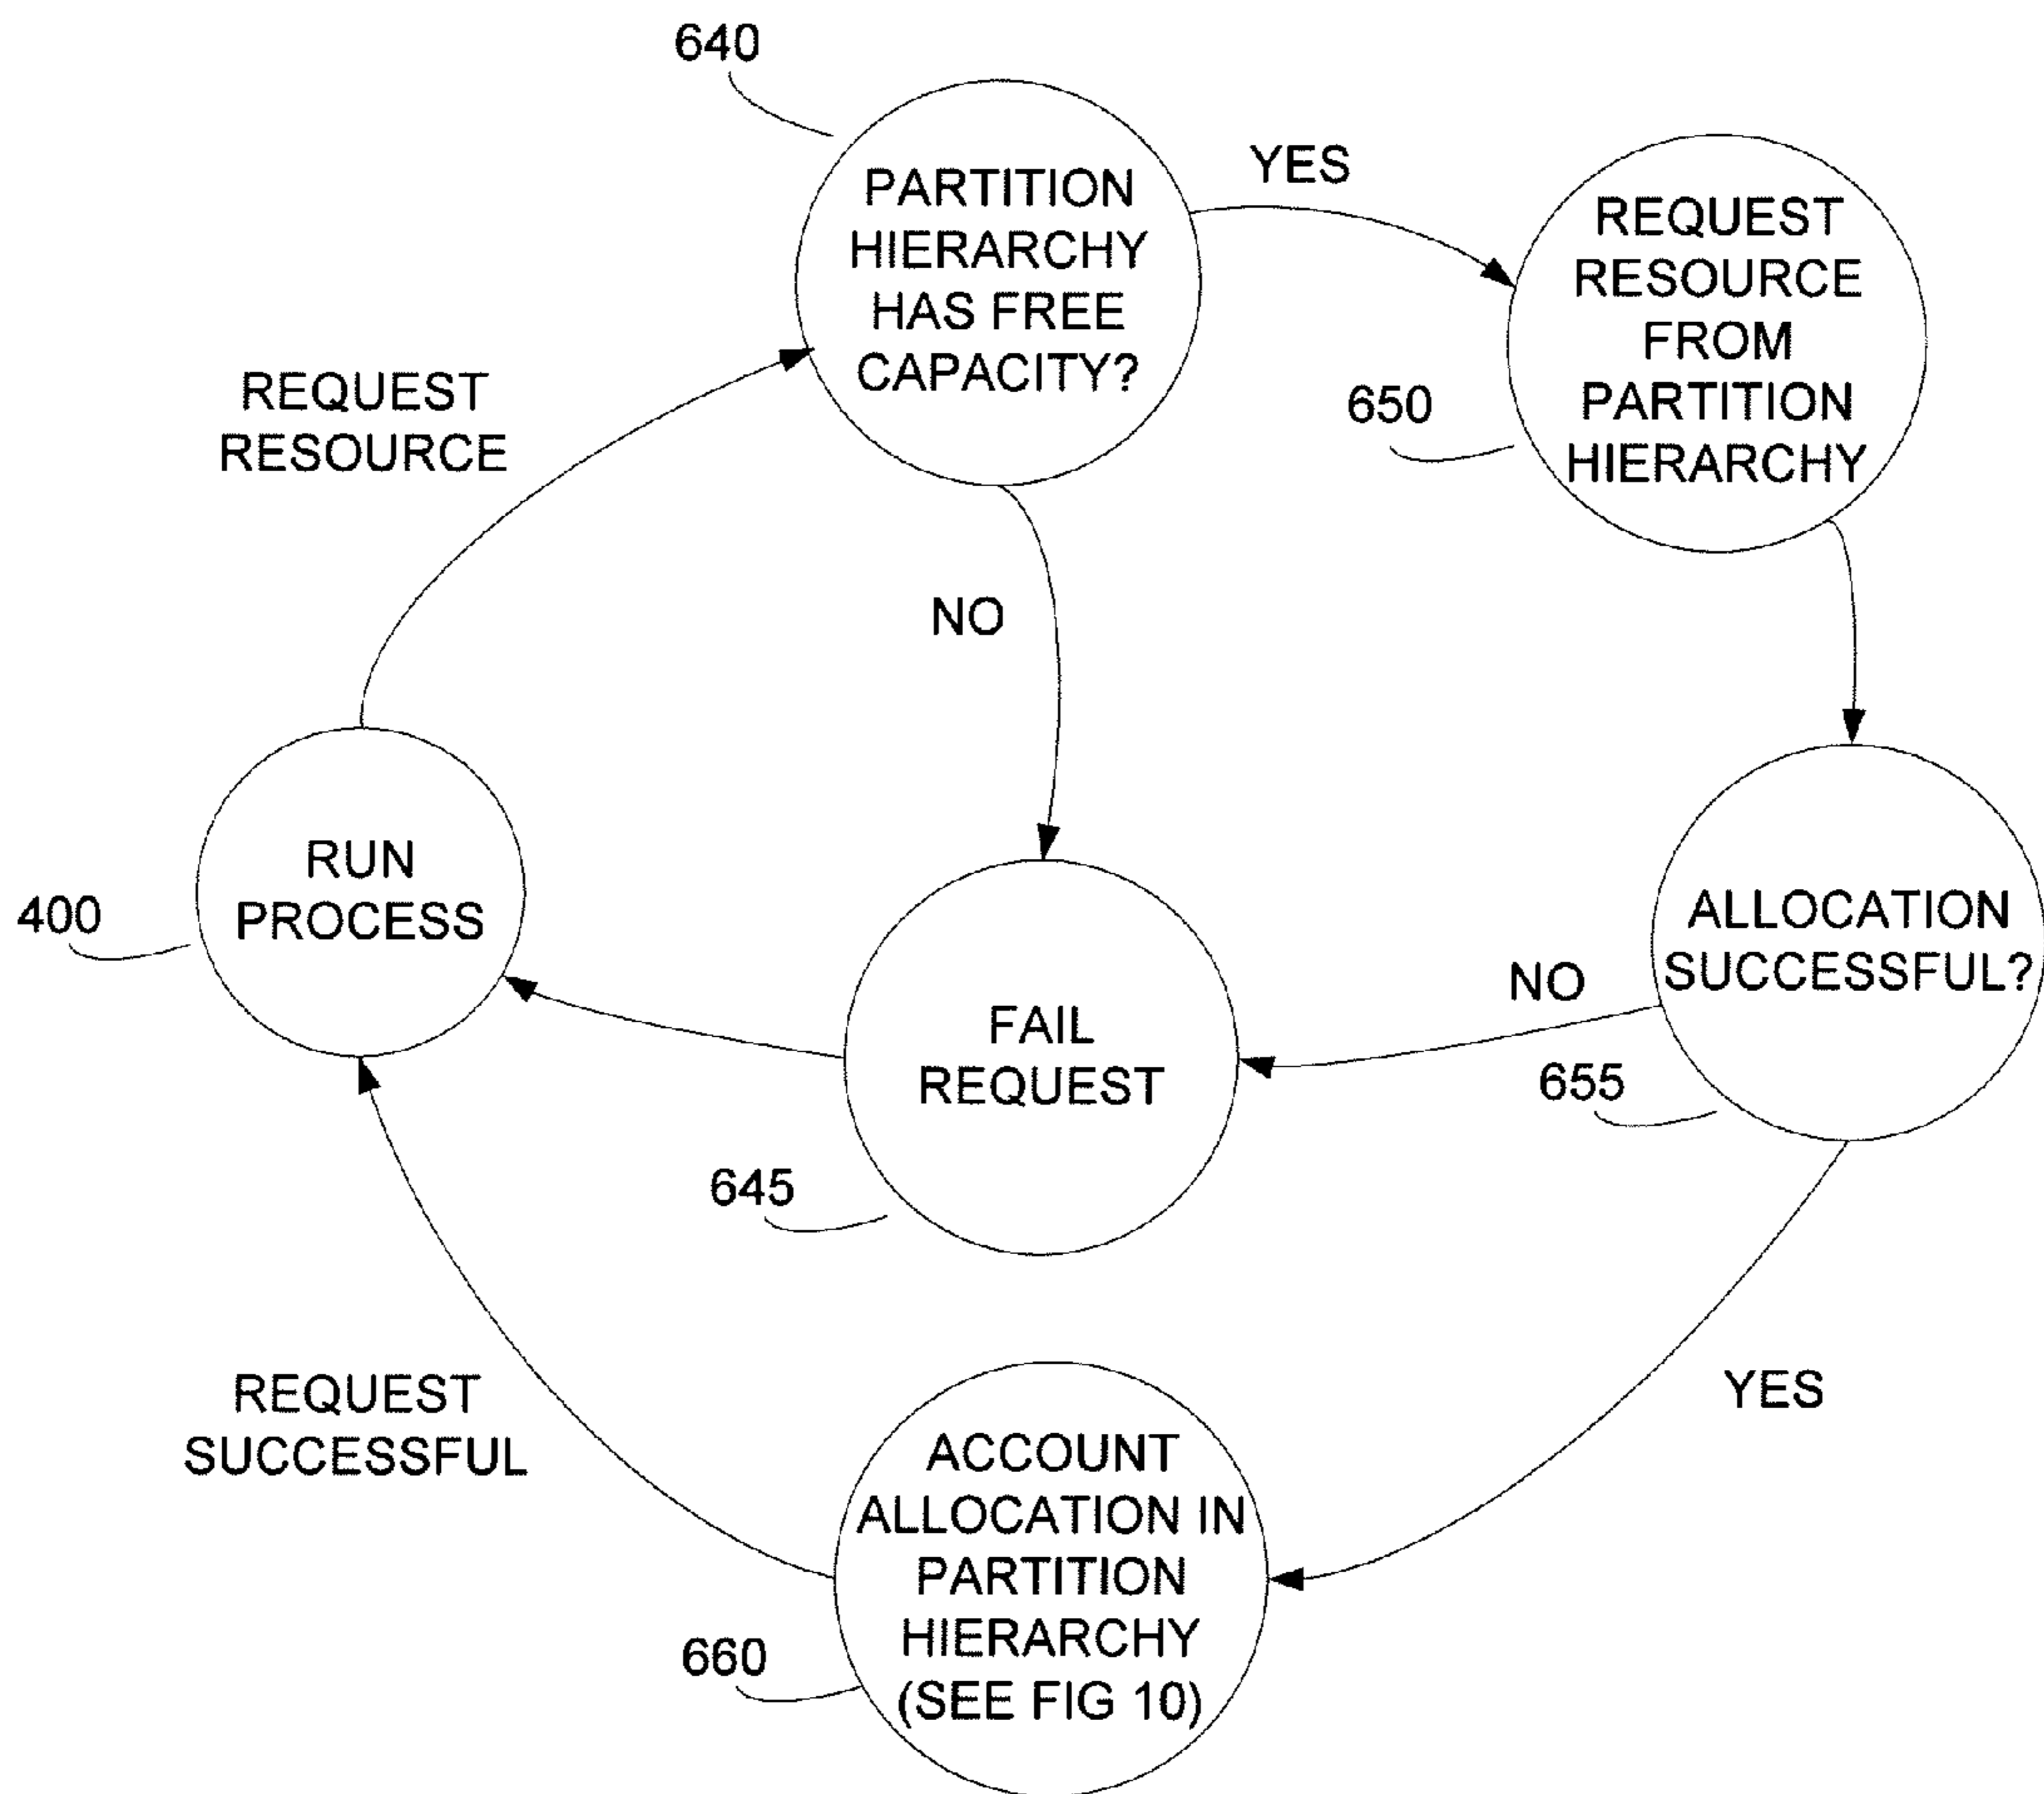 640
PARTITION
HIERARCHY
HAS FREE
CAPACITY?
YES
REQUEST
RESOURCE
FROM
PARTITION
HIERARCHY
650
REQUEST
RESOURCE
NO
RUN
PROCESS
400
ALLOCATION
SUCCESSFUL?
NO
655
FAIL
REQUEST
645
YES
REQUEST
SUCCESSFUL
ACCOUNT
ALLOCATION IN
PARTITION
HIERARCHY
(SEE FIG 10)
660